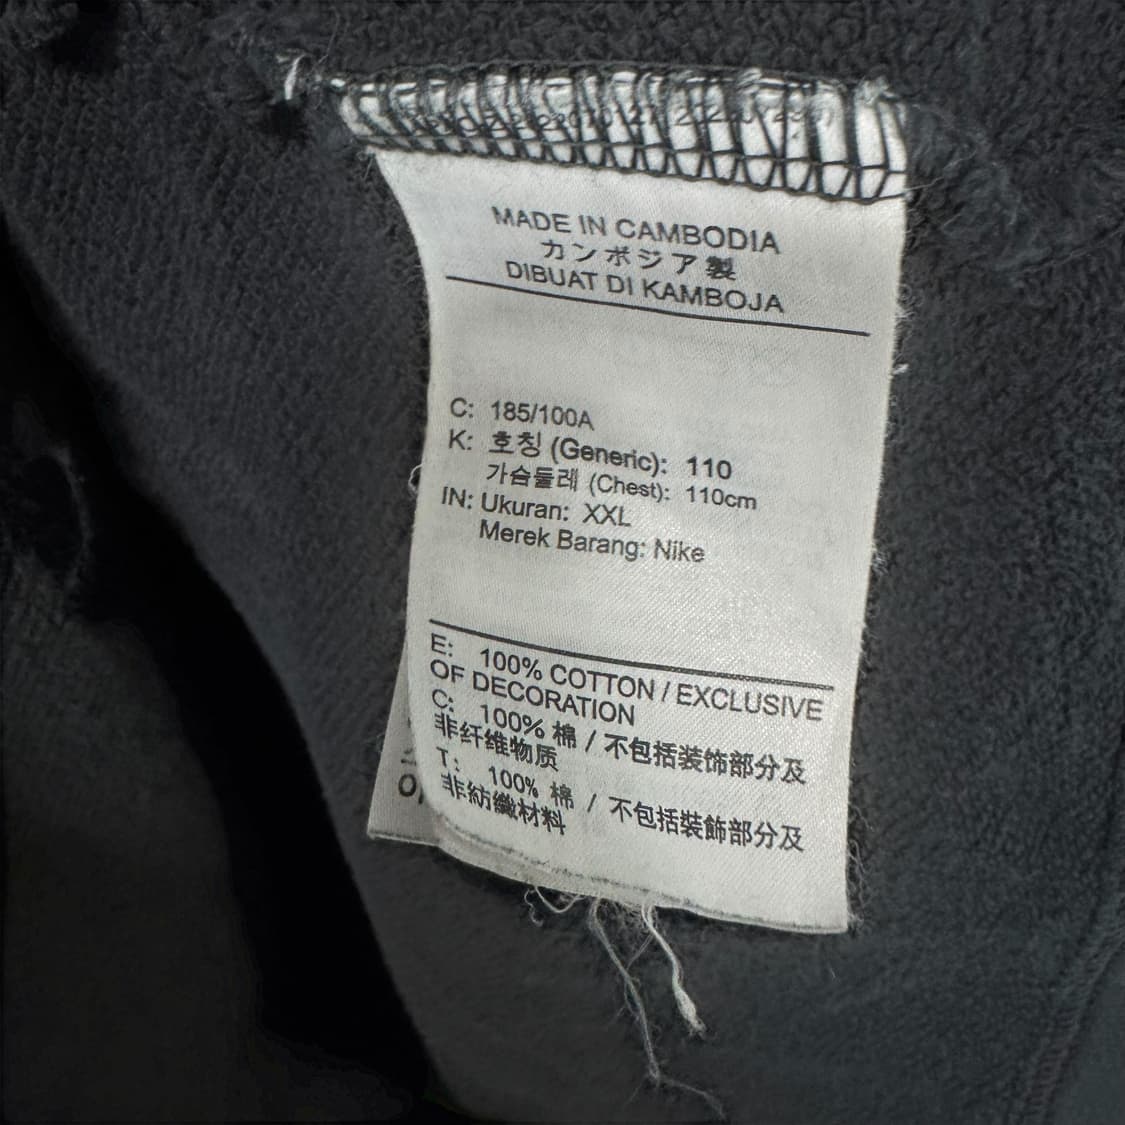 MADE IN CAMBODIA
カンボジア製
DIBUAT DI KAMBOJA
C: 185/100A
K: 호칭 (Generic): 110
가슴둘레 (Chest): 110cm
IN: Ukuran: XXL
Merek Barang: Nike
E: 100% COTTON / EXCLUSIVE
OF DECORATION
C: 100% 棉 / 不包括装饰部分及
非纤维物质
T: 100% 棉 / 不包括裝飾部分及
非紡織材料